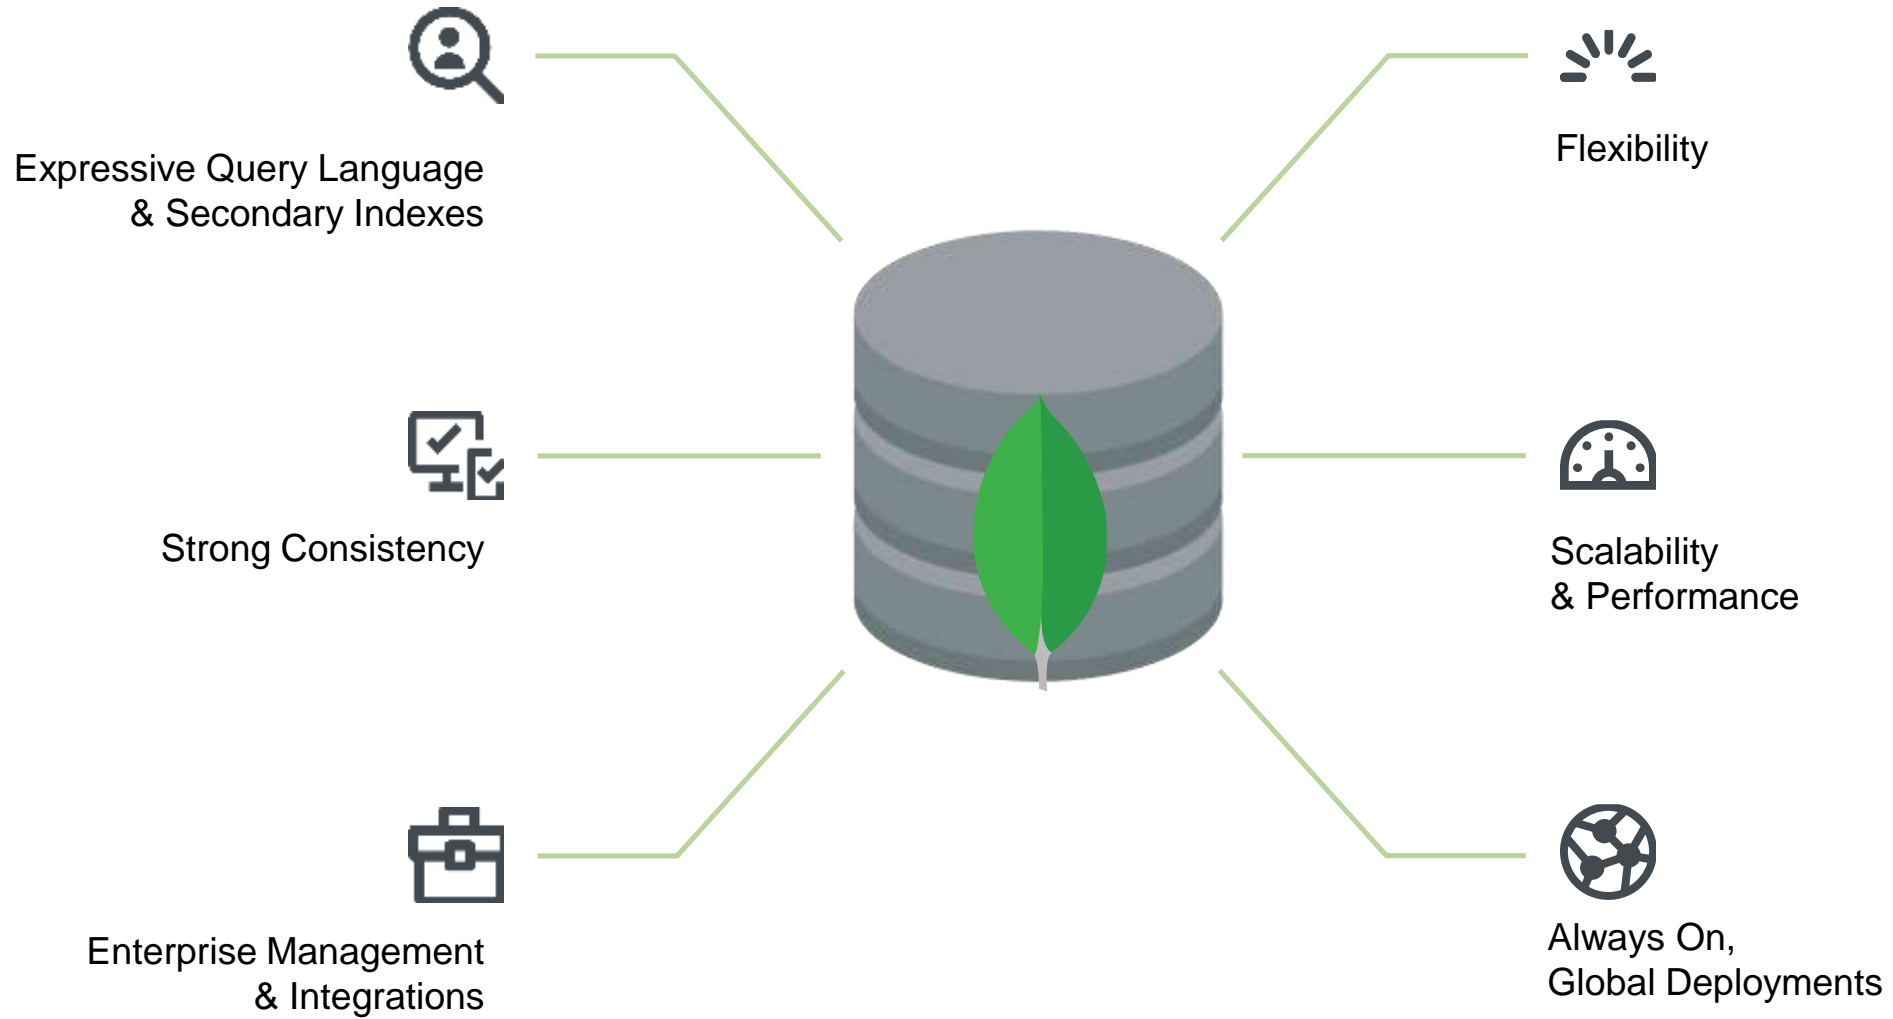 Expressive Query Language
& Secondary Indexes
Flexibility
Strong Consistency
Scalability
& Performance
Enterprise Management
& Integrations
Always On,
Global Deployments